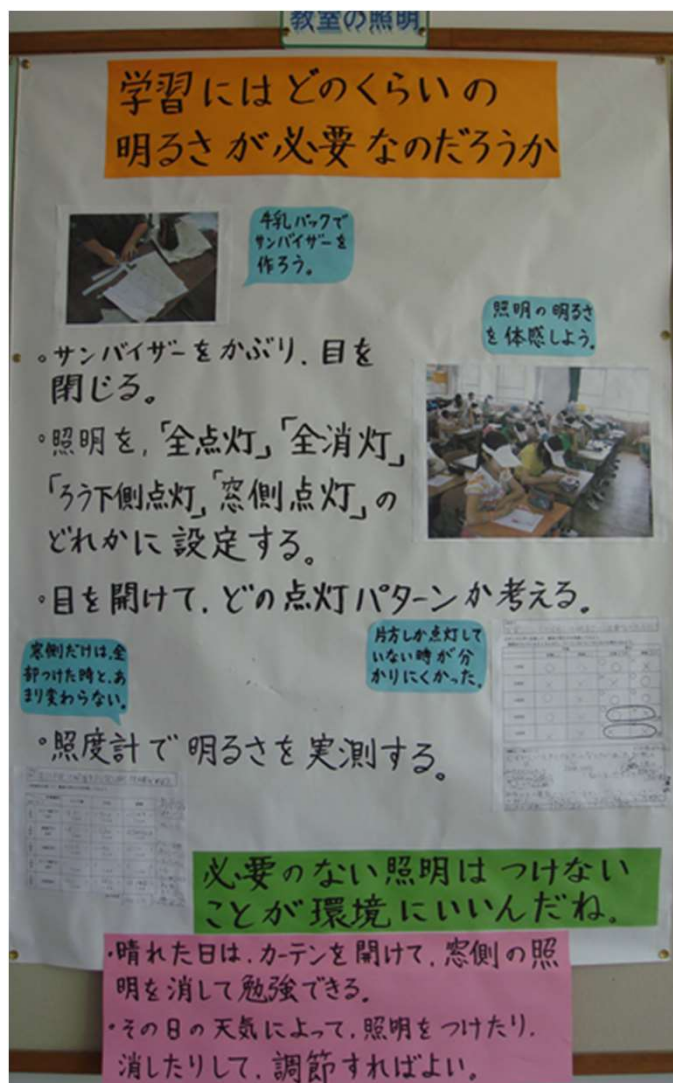 教室の照明
学習にはどのくらいの
明るさが必要なのだろうか
牛乳パックで
サンバイザーを
作ろう。
照明の明るさ
を体感しよう。
。サンバイザーをかぶり、目を
閉じる。
。照明を、「全点灯」「全消灯」
「ろう下側点灯」「窓側点灯」の
どれかに設定する。
。目を開けて、どの点灯パターンか考える。
窓側だけは、全
部つけた時と、あ
まり変わらない。
片方しか点灯して
いない時が分
かりにくかった。
。照度計で明るさを実測する。
必要のない照明はつけない
ことが環境にいいんだね。
・晴れた日は、カーテンを開けて、窓側の照
明を消して勉強できる。
・その日の天気によって、照明をつけたり、
消したりして、調節すればよい。